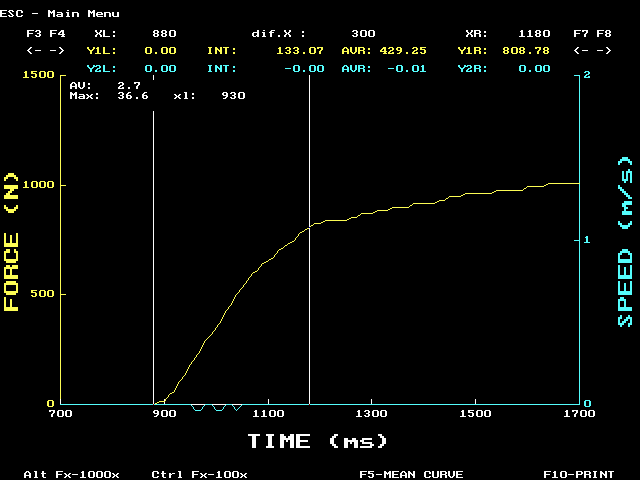 ESC - Main Menu
F3 F4 XL: 880 dif.X : 300 XR: 1180 F7 F8
<- -> Y1L: 0.00 INT: 133.07 AVR: 429.25 Y1R: 808.78 <- ->
Y2L: 0.00 INT: -0.00 AVR: -0.01 Y2R: 0.00
1500 2
AV: 2.7
Max: 36.6 xl: 930
FORCE (N)
SPEED (m/s)
1000
1
500
0 0
700 900 1100 1300 1500 1700
TIME (ms)
Alt Fx-1000x Ctrl Fx-100x F5-MEAN CURVE F10-PRINT